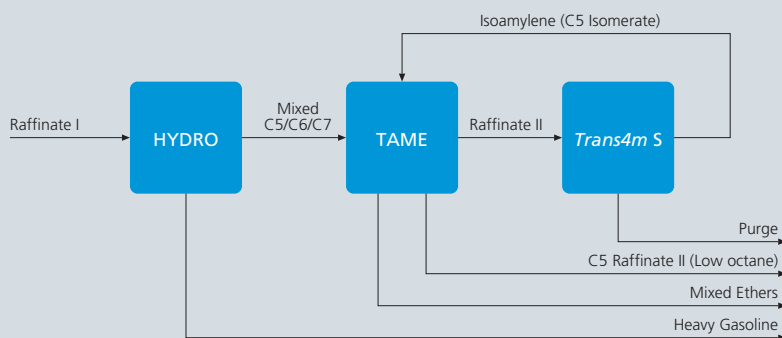 Isoamylene (C5 Isomerate)
Raffinate I
HYDRO
Mixed
C5/C6/C7
TAME
Raffinate II
Trans4m S
Purge
C5 Raffinate II (Low octane)
Mixed Ethers
Heavy Gasoline